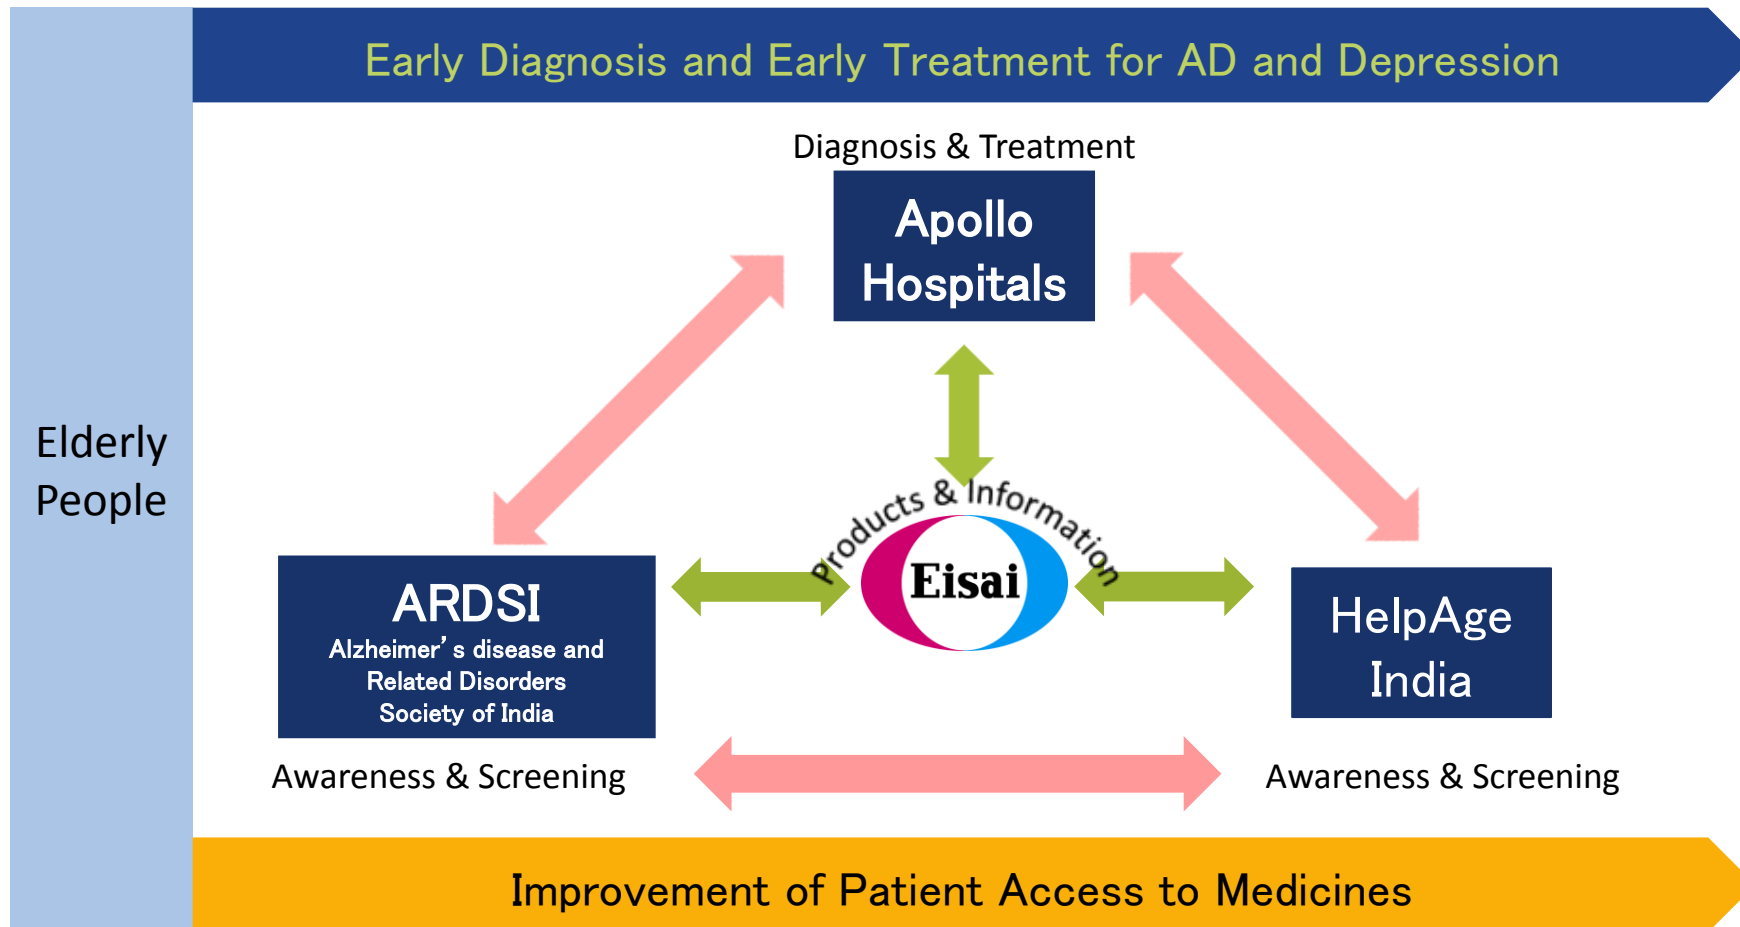 Early Diagnosis and Early Treatment for AD and Depression
Diagnosis & Treatment
Apollo
Hospitals
Elderly
People
Products & Information
Eisai
ARDSI
Alzheimer's disease and
Related Disorders
Society of India
HelpAge
India
Awareness & Screening
Awareness & Screening
Improvement of Patient Access to Medicines